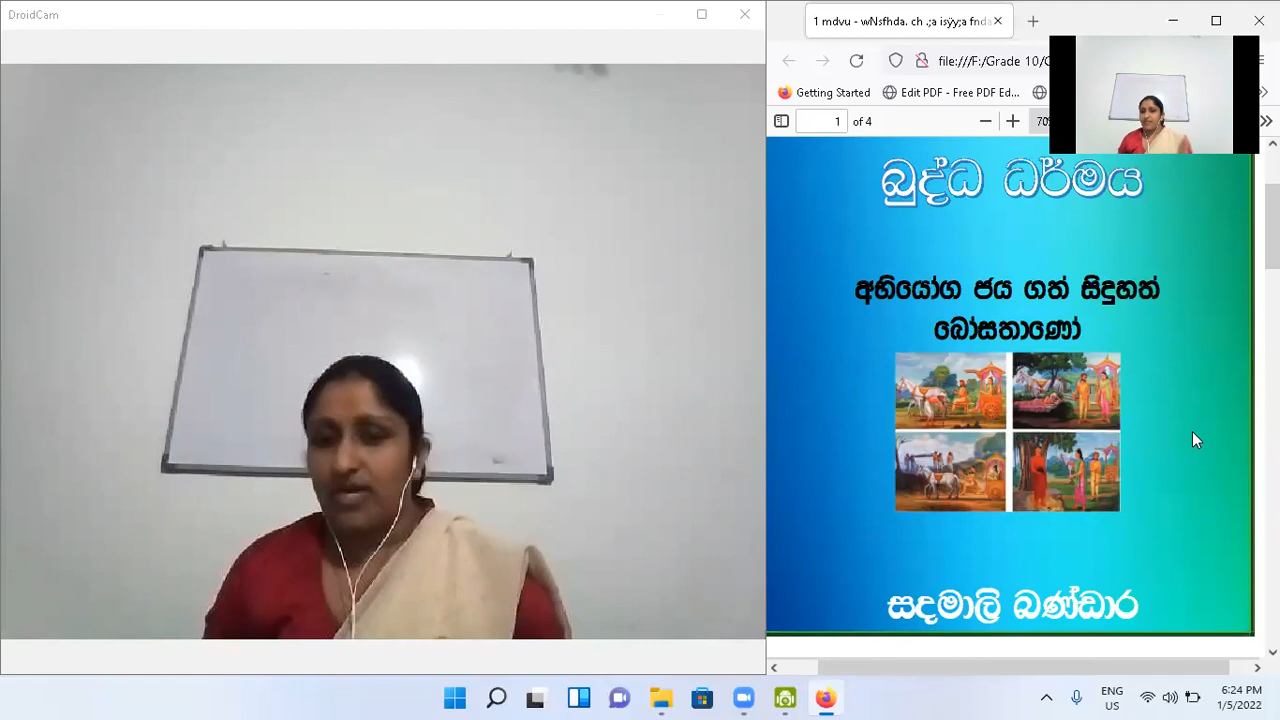 DroidCam
1 mdvu - wNsfhda. ch .;a isÿy;a fnda
file:///F:/Grade 10/
Getting Started
Edit PDF - Free PDF Ed...
1 of 4
බුද්ධ ධර්මය
අභියෝග ජය ගත් සිදුහත්
බෝසතාණෝ
සදමාලි බණ්ඩාර
ENG
US
6:24 PM
1/5/2022